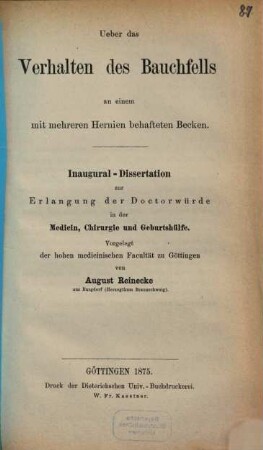 87
Ueber das
Verhalten des Bauchfells
an einem
mit mehreren Hernien behafteten Becken.
Inaugural-Dissertation
zur
Erlangung der Doctorwürde
in der
Medicin, Chirurgie und Geburtshülfe.
Vorgelegt
der hohen medicinischen Facultät zu Göttingen
von
August Reinecke
aus (Herzogthum Braunschweig).
GÖTTINGEN 1875.
Druck der Dieterichschen Univ.-Buchdruckerei.
W. Fr. Kaestner.